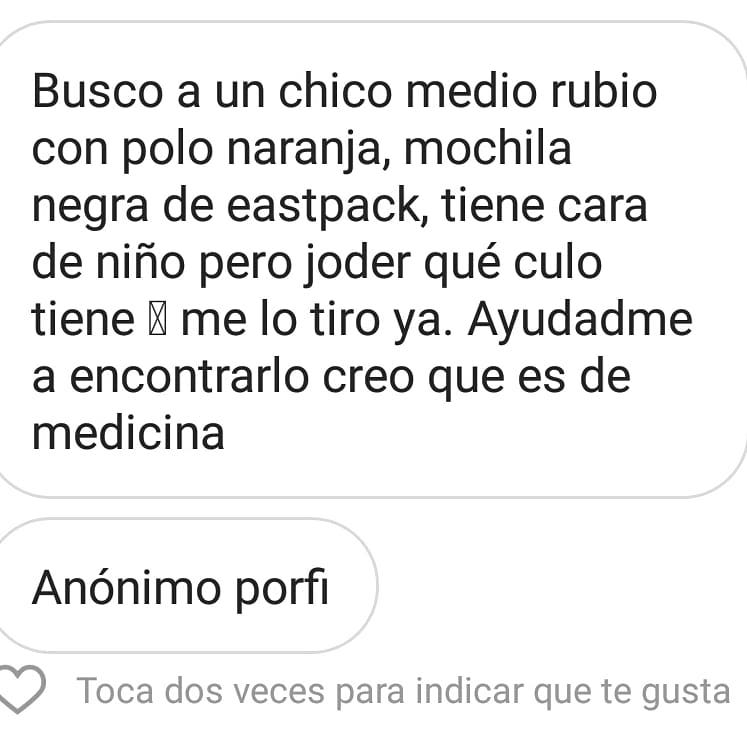 Busco a un chico medio rubio
con polo naranja, mochila
negra de eastpack, tiene cara
de niño pero joder qué culo
tiene me lo tiro ya. Ayudadme
a encontrarlo creo que es de
medicina
Anónimo porfi
Toca dos veces para indicar que te gusta